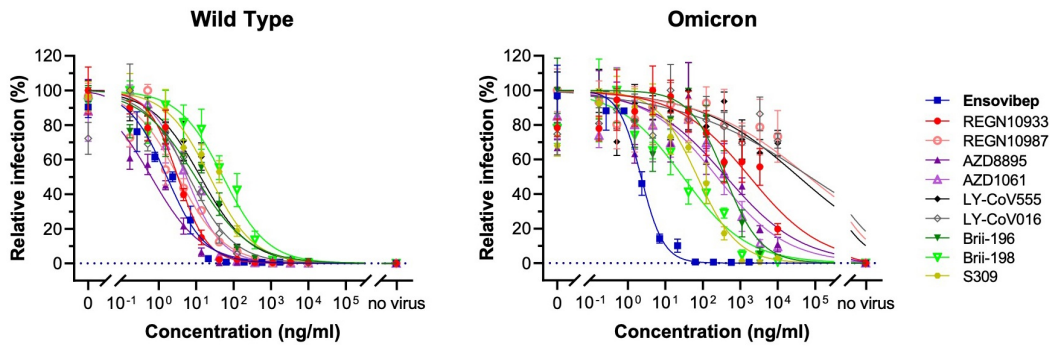 Wild Type
Relative infection (%)
120
100
80
60
40
20
0
0 10⁻¹ 10⁰ 10¹ 10² 10³ 10⁴ 10⁵ no virus
Concentration (ng/ml)
Omicron
Relative infection (%)
120
100
80
60
40
20
0
0 10⁻¹ 10⁰ 10¹ 10² 10³ 10⁴ 10⁵ no virus
Concentration (ng/ml)
Ensovibep
REGN10933
REGN10987
AZD8895
AZD1061
LY-CoV555
LY-CoV016
Brii-196
Brii-198
S309